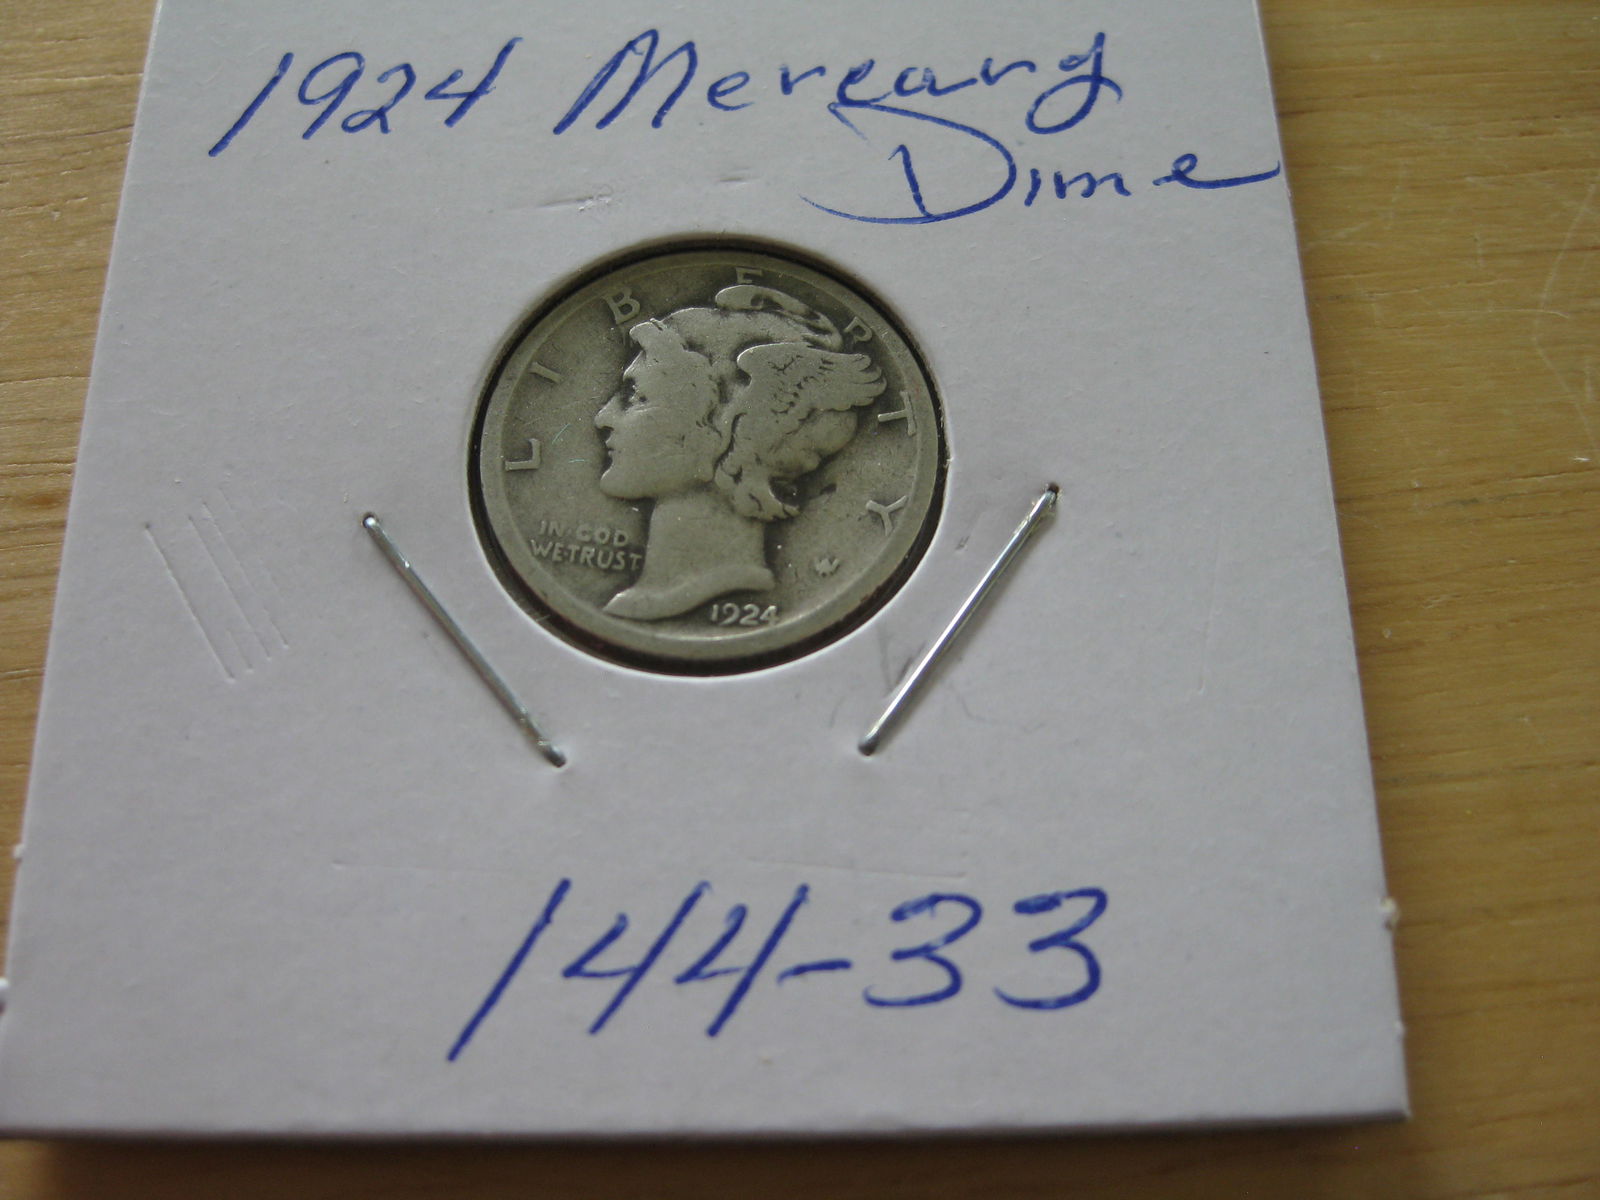 1924 Mercury
Dime
LIBERTY
IN GOD
WE TRUST
1924
144-33